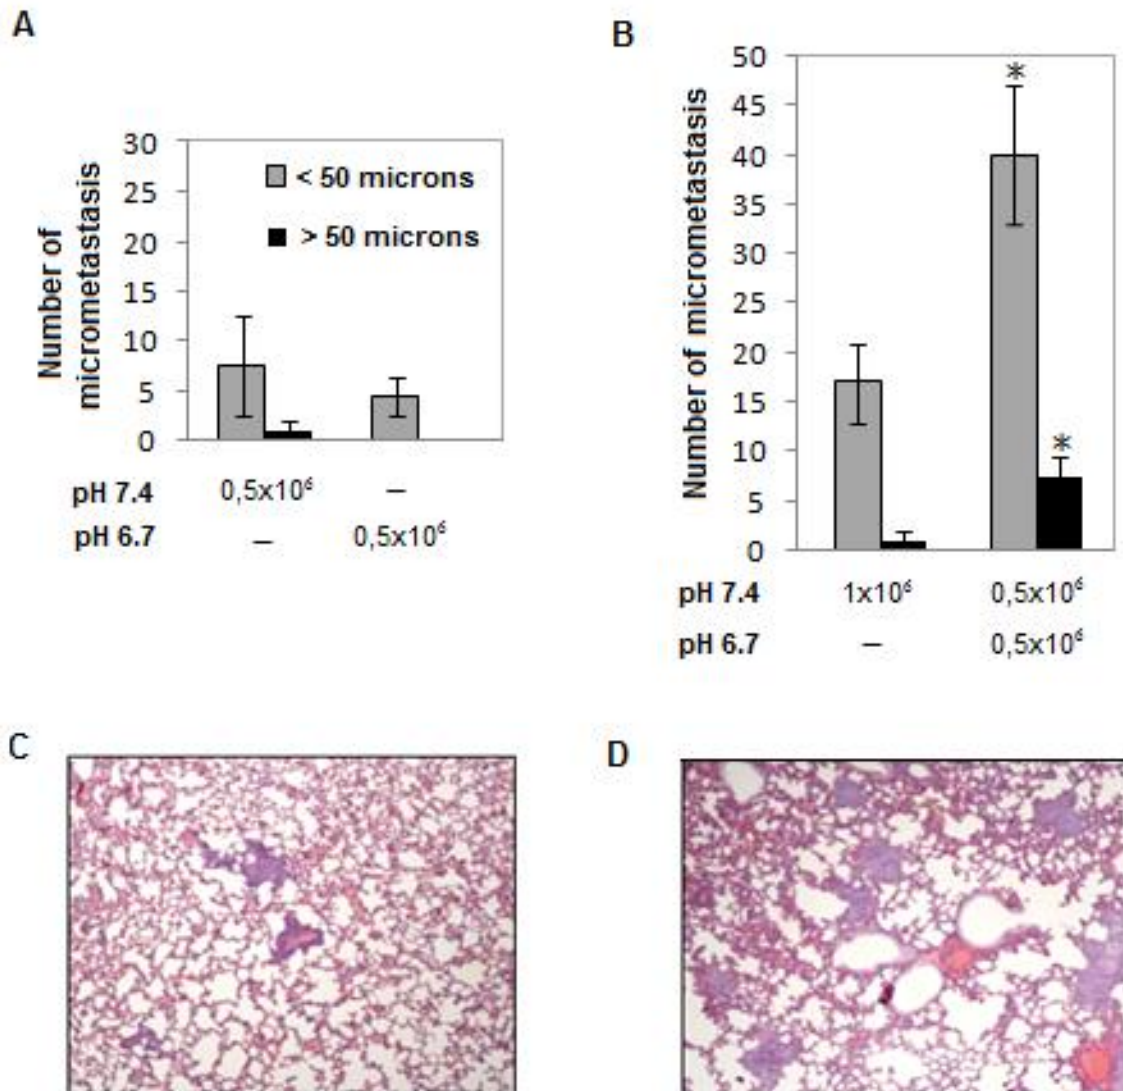 A
Number of
micrometastasis
30
25
20
15
10
5
0
< 50 microns
> 50 microns
pH 7.4 0,5x10⁶ –
pH 6.7 – 0,5x10⁶
B
Number of micrometastasis
50
45
40
35
30
25
20
15
10
5
0
*
*
pH 7.4 1x10⁶ 0,5x10⁶
pH 6.7 – 0,5x10⁶
C
D